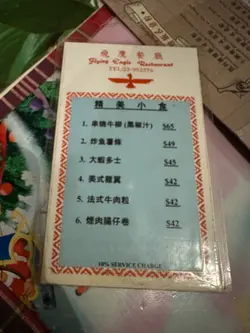 飛鷹餐廳
Flying Eagle Restaurant
精美小食
1. 串燒牛柳(黑椒汁) $65
2. 炸魚薯條 $49
3. 大蝦多士 $45
4. 美式雞翼 $42
5. 法式牛肉粒 $42
6. 煙肉腸仔卷 $42
10% SERVICE CHARGE